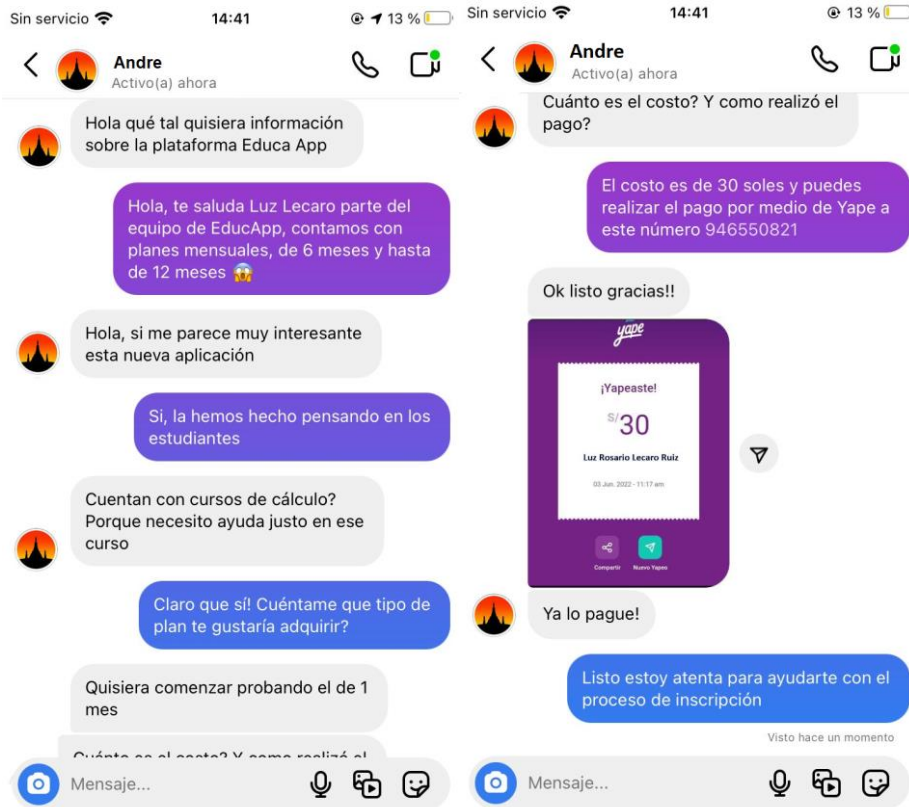 Sin servicio 14:41 13 %
Andre
Activo(a) ahora
Hola qué tal quisiera información
sobre la plataforma Educa App
Hola, te saluda Luz Lecaro parte del
equipo de EducApp, contamos con
planes mensuales, de 6 meses y hasta
de 12 meses 😱
Hola, si me parece muy interesante
esta nueva aplicación
Si, la hemos hecho pensando en los
estudiantes
Cuentan con cursos de cálculo?
Porque necesito ayuda justo en ese
curso
Claro que sí! Cuéntame que tipo de
plan te gustaría adquirir?
Quisiera comenzar probando el de 1
mes
Cuánto es el costo? Y como realizó el
Mensaje...
Sin servicio 14:41 13 %
Andre
Activo(a) ahora
Cuánto es el costo? Y como realizó el
pago?
El costo es de 30 soles y puedes
realizar el pago por medio de Yape a
este número 946550821
Ok listo gracias!!
yape
¡Yapeaste!
S/30
Luz Rosario Lecaro Ruiz
03 Jun. 2022 - 11:17 am
Compartir Nuevo Yapeo
Ya lo pague!
Listo estoy atenta para ayudarte con el
proceso de inscripción
Visto hace un momento
Mensaje...